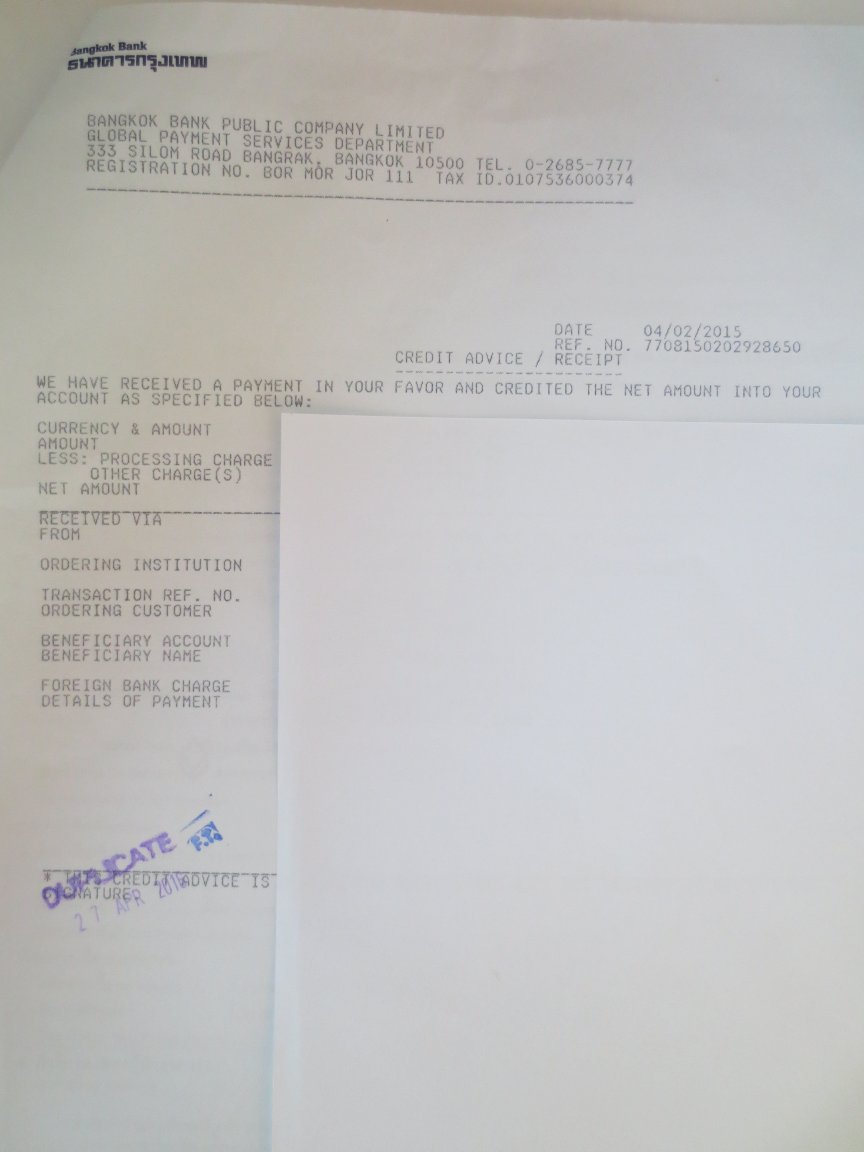 Bangkok Bank
ธนาคารกรุงเทพ
BANGKOK BANK PUBLIC COMPANY LIMITED
GLOBAL PAYMENT SERVICES DEPARTMENT
333 SILOM ROAD BANGRAK, BANGKOK 10500 TEL. 0-2685-7777
REGISTRATION NO. BOR MOR JOR 111 TAX ID.0107536000374
DATE 04/02/2015
REF. NO. 7708150202928650
CREDIT ADVICE / RECEIPT
WE HAVE RECEIVED A PAYMENT IN YOUR FAVOR AND CREDITED THE NET AMOUNT INTO YOUR
ACCOUNT AS SPECIFIED BELOW:
CURRENCY & AMOUNT
AMOUNT
LESS: PROCESSING CHARGE
OTHER CHARGE(S)
NET AMOUNT
RECEIVED VIA
FROM
ORDERING INSTITUTION
TRANSACTION REF. NO.
ORDERING CUSTOMER
BENEFICIARY ACCOUNT
BENEFICIARY NAME
FOREIGN BANK CHARGE
DETAILS OF PAYMENT
DUPLICATE F.P.
* THIS CREDIT ADVICE IS
SIGNATURE
27 APR 2015